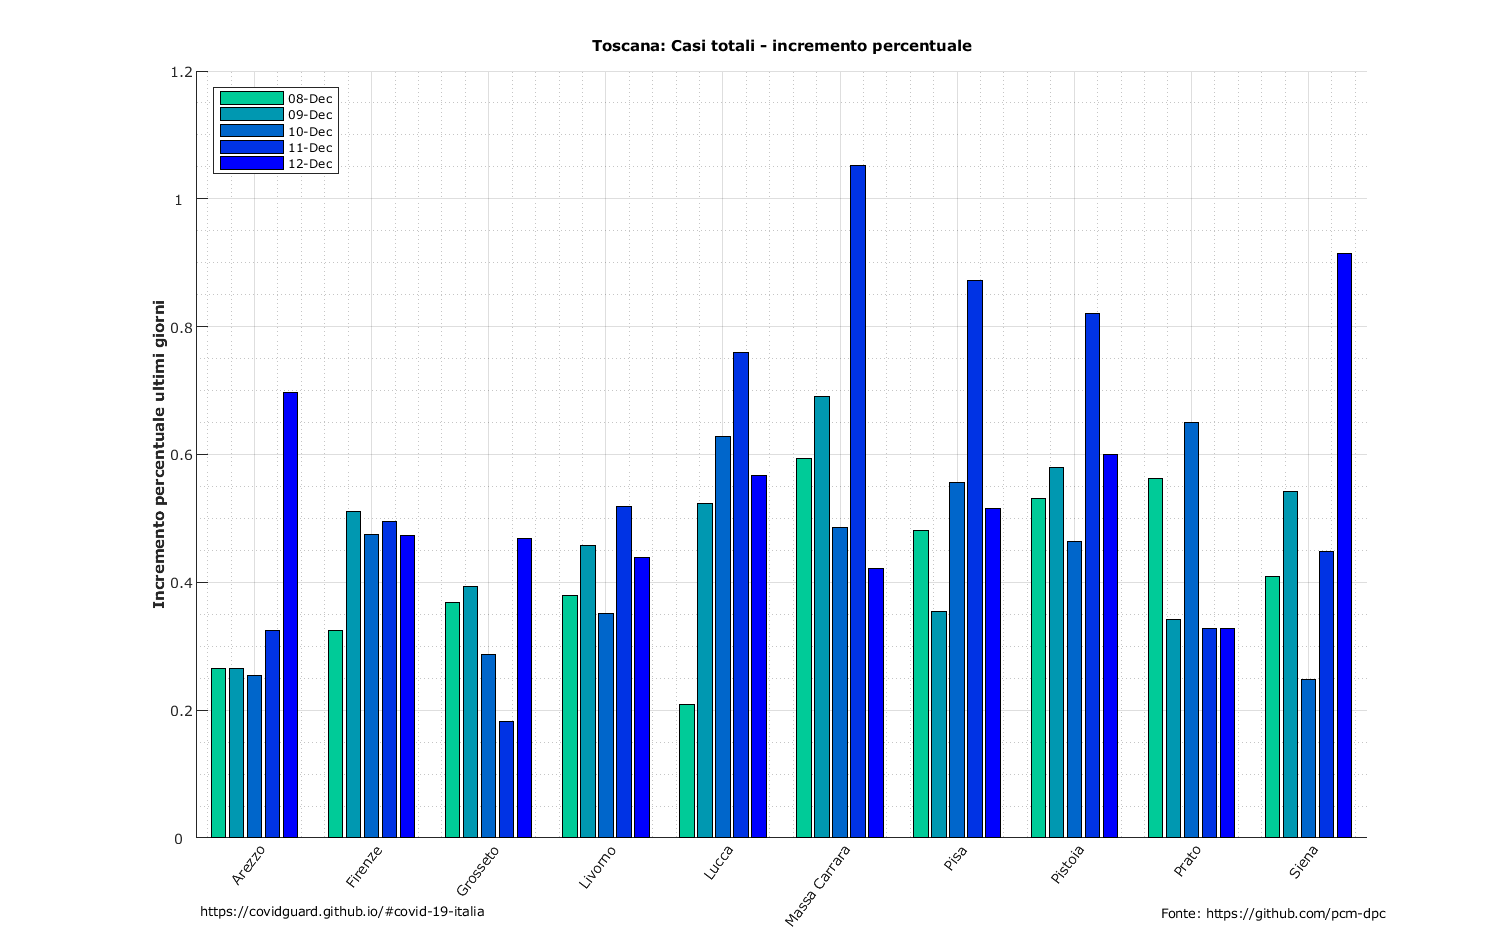 Toscana: Casi totali - incremento percentuale
Incremento percentuale ultimi giorni
1.2
1
0.8
0.6
0.4
0.2
0
08-Dec
09-Dec
10-Dec
11-Dec
12-Dec
Arezzo
Firenze
Grosseto
Livorno
Lucca
Massa Carrara
Pisa
Pistoia
Prato
Siena
https://covidguard.github.io/#covid-19-italia
Fonte: https://github.com/pcm-dpc